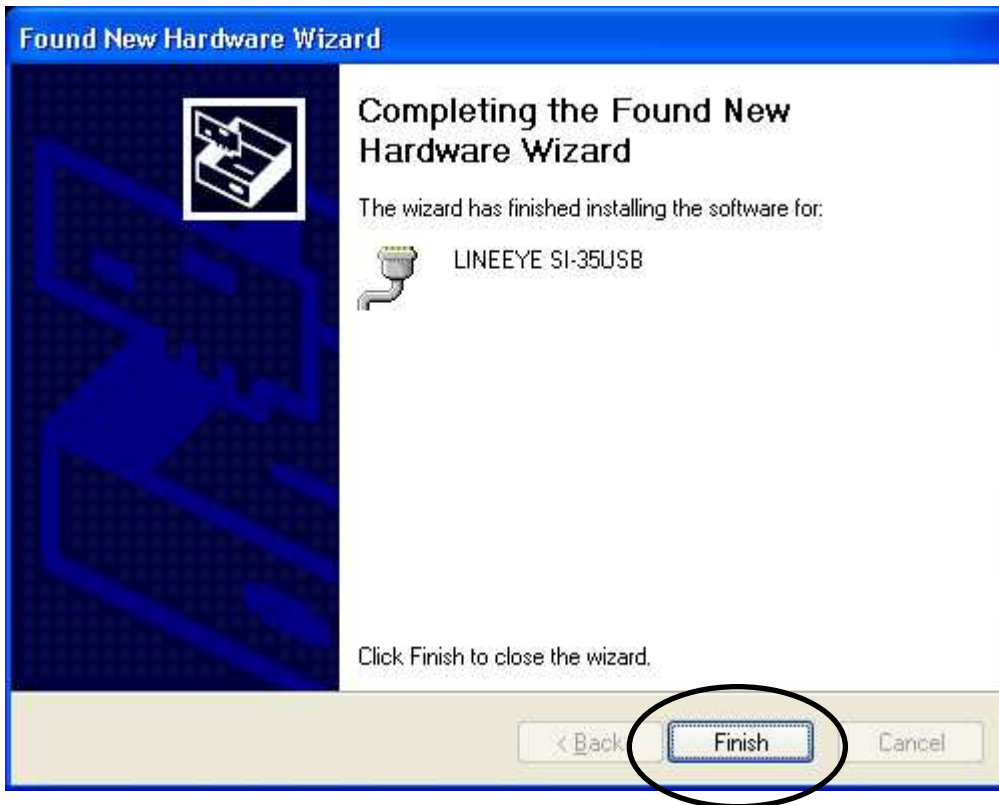 Found New Hardware Wizard
Completing the Found New
Hardware Wizard
The wizard has finished installing the software for:
LINEEYE SI-35USB
Click Finish to close the wizard.
< Back
Finish
Cancel